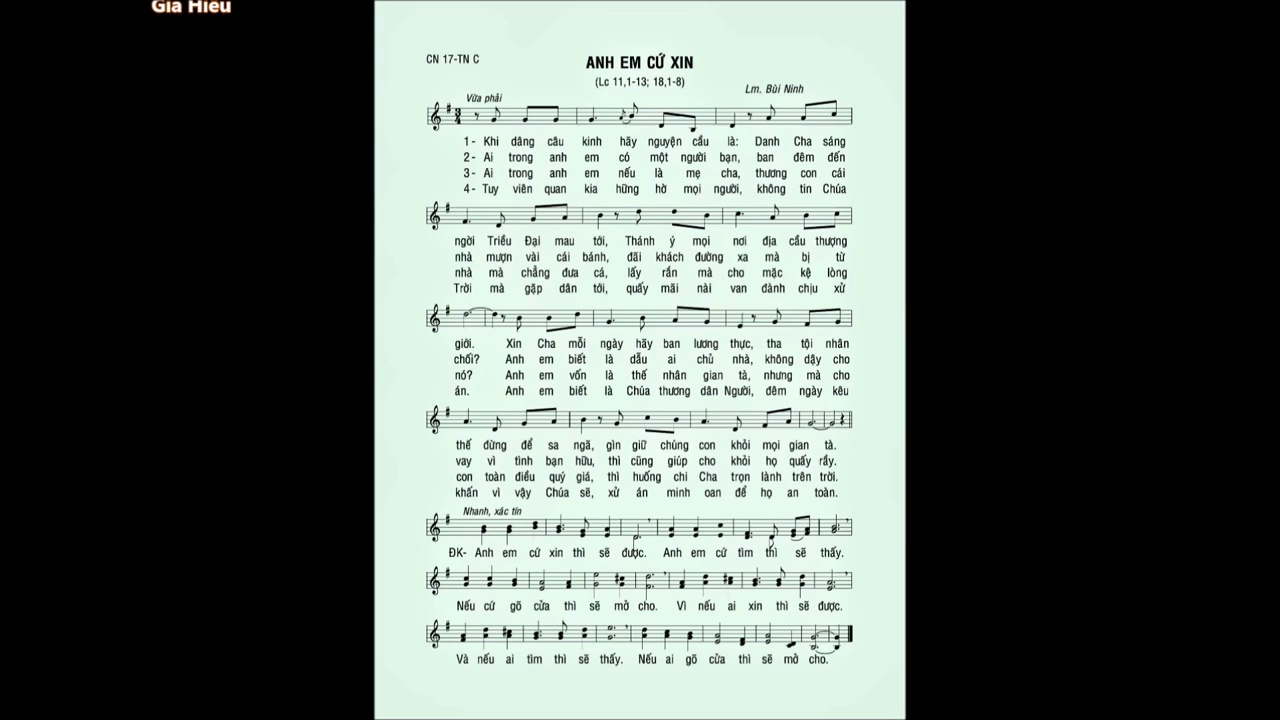 Gia Hieu
CN 17-TN C
ANH EM CỨ XIN
(Lc 11,1-13; 18,1-8)
Lm. Bùi Ninh
Vừa phải
1- Khi dâng câu kinh hãy nguyện cầu là: Danh Cha sáng
2- Ai trong anh em có một người bạn, ban đêm đến
3- Ai trong anh em nếu là mẹ cha, thương con cái
4- Tuy viên quan kia hững hờ mọi người, không tin Chúa
ngời Triều Đại mau tới, Thánh ý mọi nơi địa cầu thượng
nhà mượn vài cái bánh, đãi khách đường xa mà bị từ
nhà mà chẳng đưa cá, lấy rắn mà cho mặc kệ lòng
Trời mà gặp dân tới, quấy mãi nài van đành chịu xử
giới. Xin Cha mỗi ngày hãy ban lương thực, tha tội nhân
chối? Anh em biết là dẫu ai chủ nhà, không dậy cho
nó? Anh em vốn là thế nhân gian tà, nhưng mà cho
án. Anh em biết là Chúa thương dân Người, đêm ngày kêu
thế đừng để sa ngã, gìn giữ chúng con khỏi mọi gian tà.
vay vì tình bạn hữu, thì cũng giúp cho khỏi họ quấy rầy.
con toàn điều quý giá, thì huống chi Cha trọn lành trên trời.
khấn vì vậy Chúa sẽ, xử án minh oan để họ an toàn.
Nhanh, xác tín
ĐK- Anh em cứ xin thì sẽ được. Anh em cứ tìm thì sẽ thấy.
Nếu cứ gõ cửa thì sẽ mở cho. Vì nếu ai xin thì sẽ được.
Và nếu ai tìm thì sẽ thấy. Nếu ai gõ cửa thì sẽ mở cho.